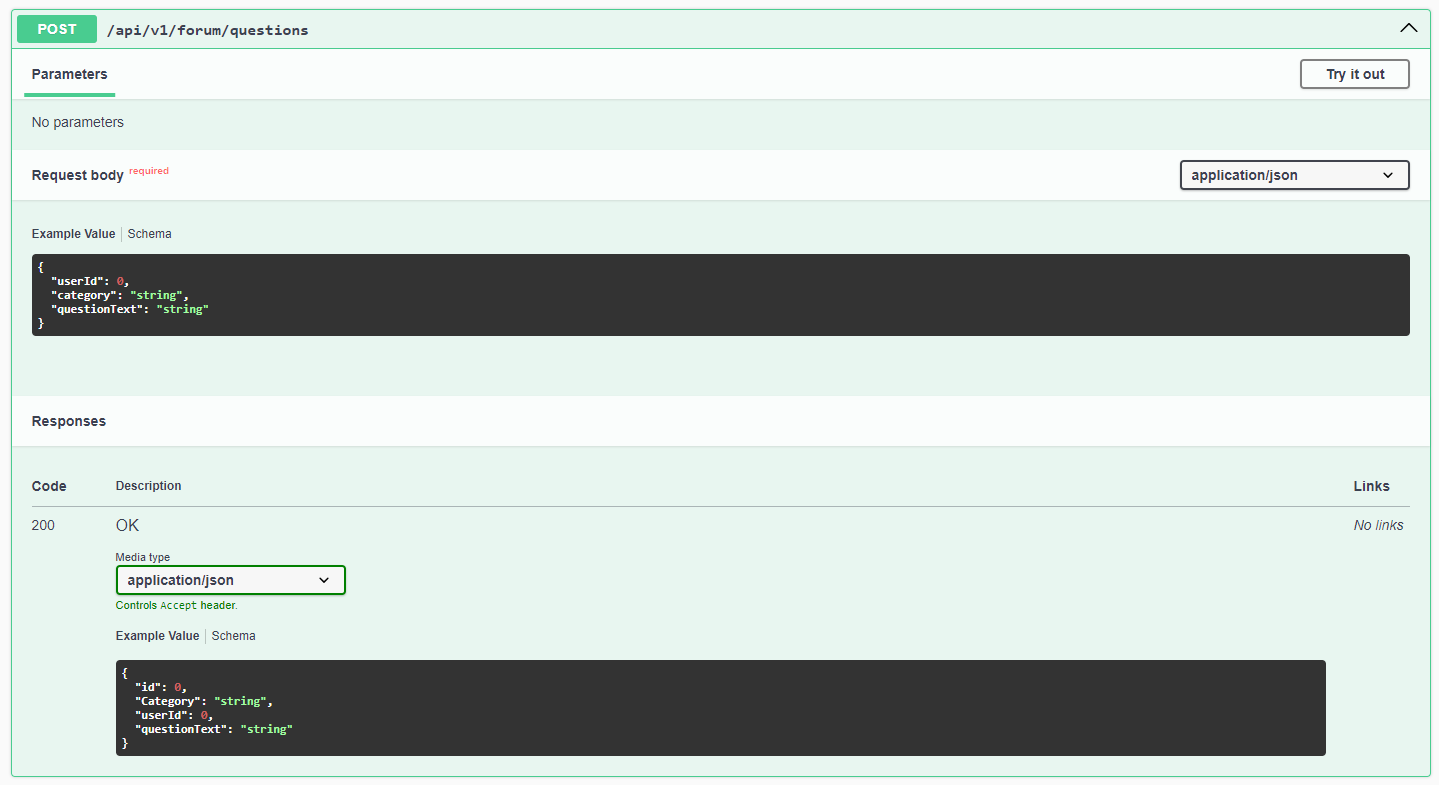 POST /api/v1/forum/questions
Parameters
Try it out
No parameters
Request body required
application/json
Example Value Schema
{
"userId": 0,
"category": "string",
"questionText": "string"
}
Responses
Code Description Links
200 OK No links
Media type
application/json
Controls Accept header.
Example Value Schema
{
"id": 0,
"Category": "string",
"userId": 0,
"questionText": "string"
}